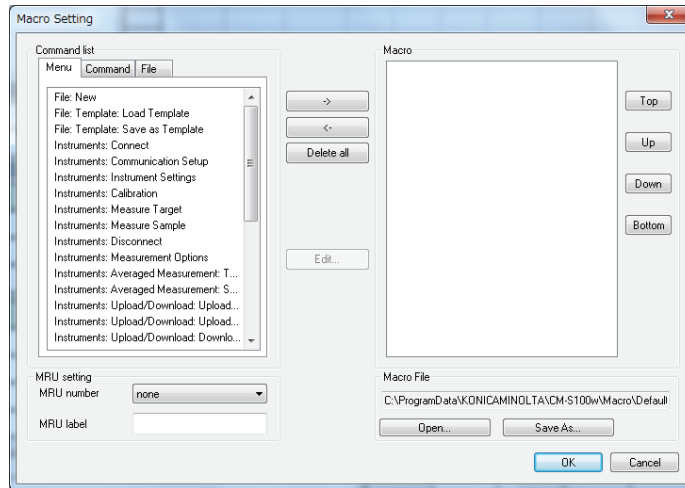 Macro Setting
Command list
Menu Command File
File: New
File: Template: Load Template
File: Template: Save as Template
Instruments: Connect
Instruments: Communication Setup
Instruments: Instrument Settings
Instruments: Calibration
Instruments: Measure Target
Instruments: Measure Sample
Instruments: Disconnect
Instruments: Measurement Options
Instruments: Averaged Measurement: T...
Instruments: Averaged Measurement: S...
Instruments: Upload/Download: Upload...
Instruments: Upload/Download: Upload...
Instruments: Upload/Download: Downlo...
->
<-
Delete all
Edit...
Macro
Top
Up
Down
Bottom
MRU setting
MRU number none
MRU label
Macro File
C:\ProgramData\KONICAMINOLTA\CM-S100w\Macro\Default
Open... Save As...
OK Cancel